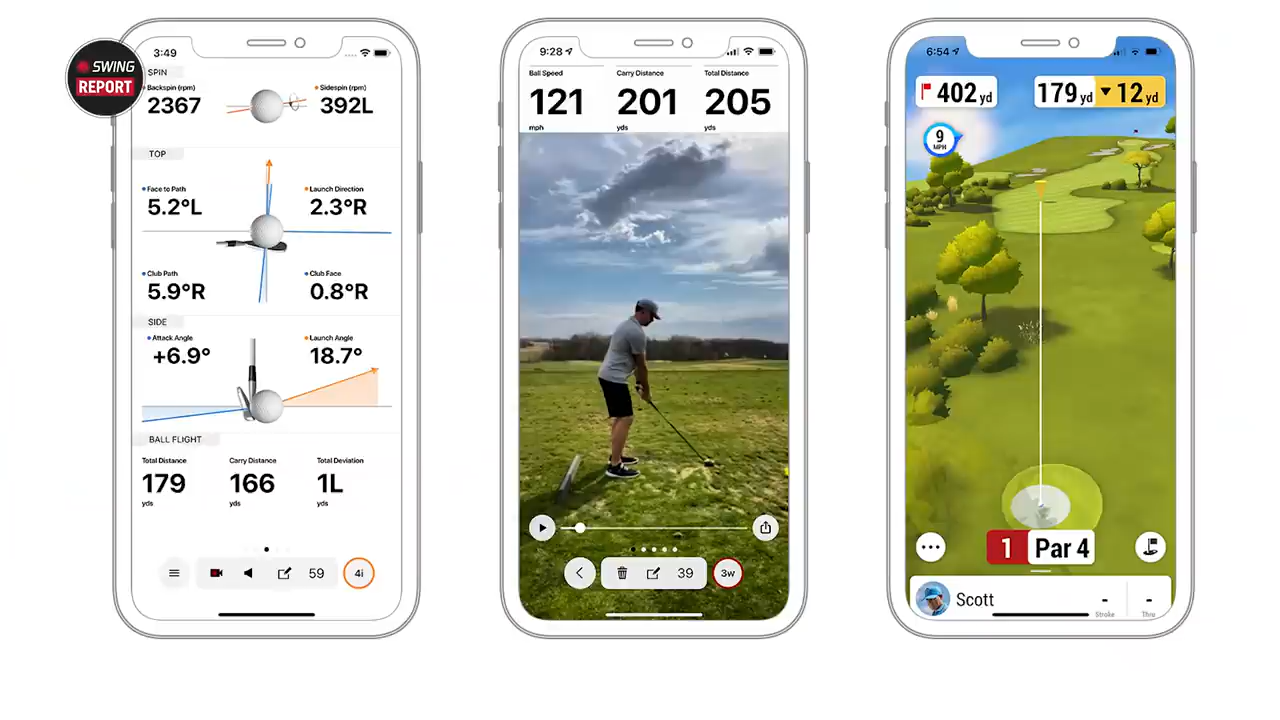 SWING
REPORT
3:49
SPIN
Backspin (rpm)
Sidespin (rpm)
2367
392L
TOP
Face to Path
Launch Direction
5.2°L
2.3°R
Club Path
Club Face
5.9°R
0.8°R
SIDE
Attack Angle
Launch Angle
+6.9°
18.7°
BALL FLIGHT
Total Distance
Carry Distance
Total Deviation
179
166
1L
yds
yds
59
4i
9:28
Ball Speed
Carry Distance
Total Distance
121
201
205
mph
yds
yds
39
3w
6:54
402 yd
179 yd
12 yd
9
MPH
1
Par 4
Scott
-
-
Stroke
Thru